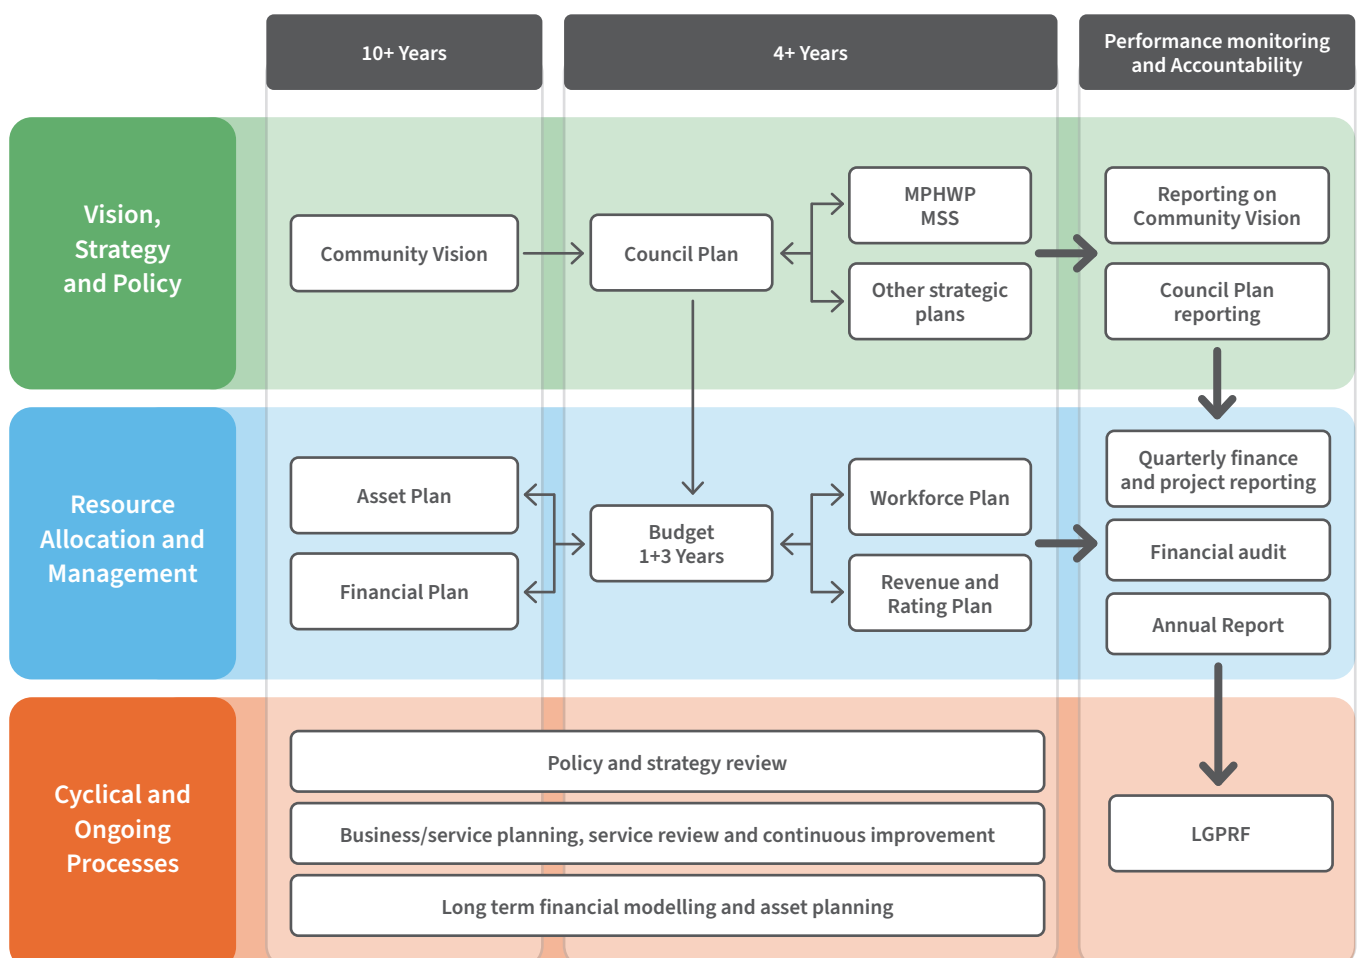 10+ Years
4+ Years
Performance monitoring
and Accountability
Vision,
Strategy
and Policy
Community Vision
Council Plan
MPHWP
MSS
Other strategic
plans
Reporting on
Community Vision
Council Plan
reporting
Resource
Allocation and
Management
Asset Plan
Financial Plan
Budget
1+3 Years
Workforce Plan
Revenue and
Rating Plan
Quarterly finance
and project reporting
Financial audit
Annual Report
Cyclical and
Ongoing
Processes
Policy and strategy review
Business/service planning, service review and continuous improvement
Long term financial modelling and asset planning
LGPRF